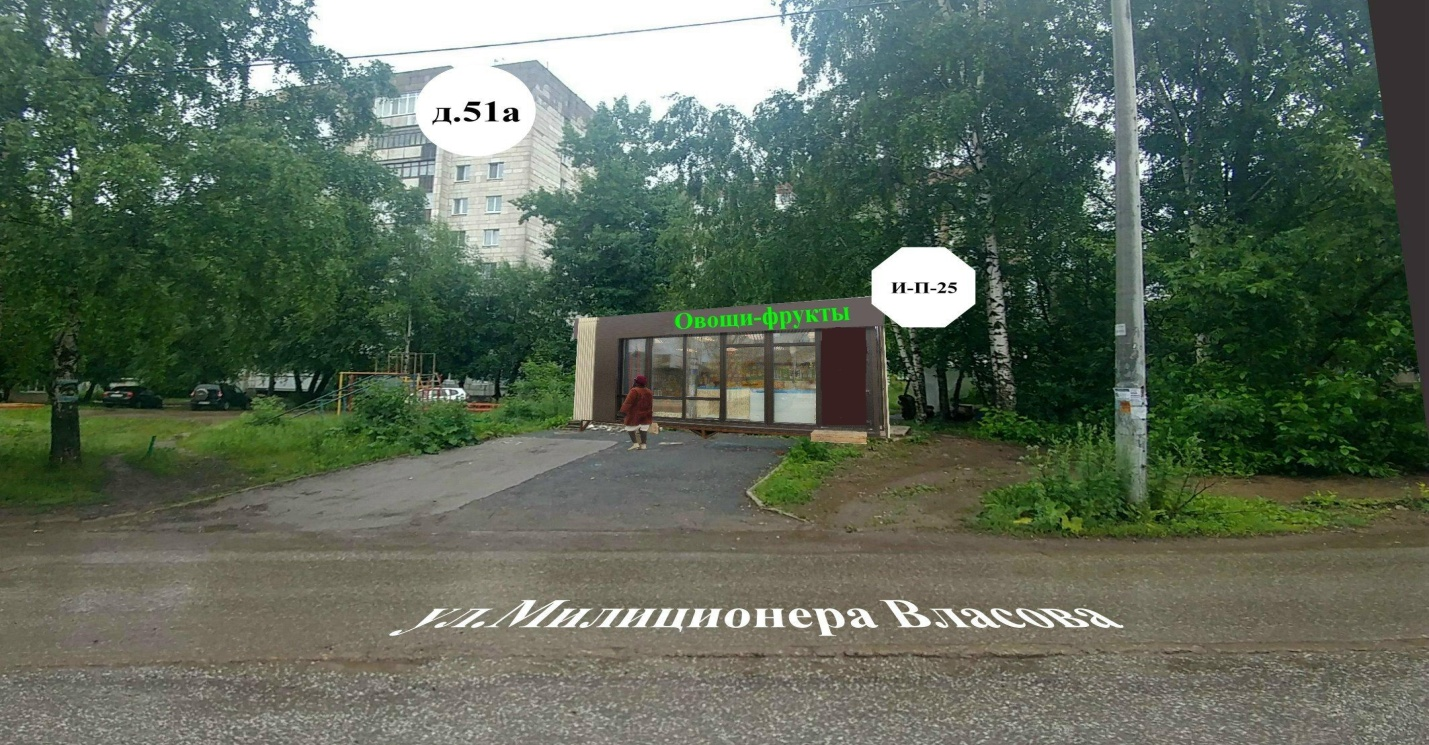 д.51а
И-П-25
Овощи-фрукты
ул.Милиционера Власова